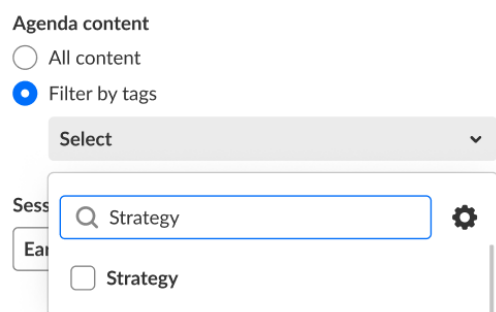 Agenda content
All content
Filter by tags
Select
Strategy
Strategy